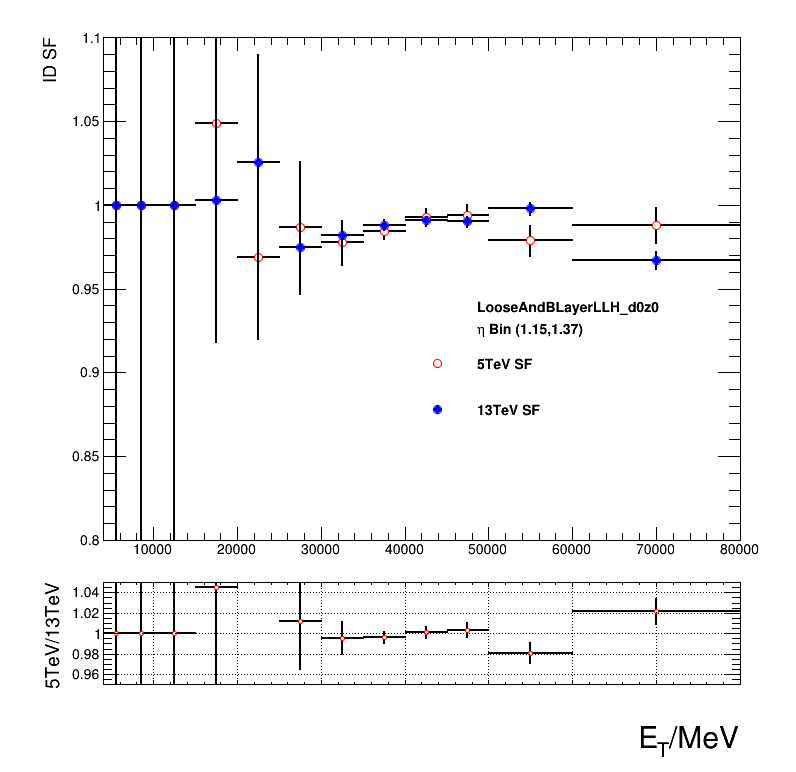 ID SF
1.1
1.05
1
0.95
0.9
0.85
0.8
LooseAndBLayerLLH_d0z0
η Bin (1.15,1.37)
5TeV SF
13TeV SF
10000 20000 30000 40000 50000 60000 70000 80000
5TeV/13TeV
1.04
1.02
1
0.98
0.96
E_T/MeV